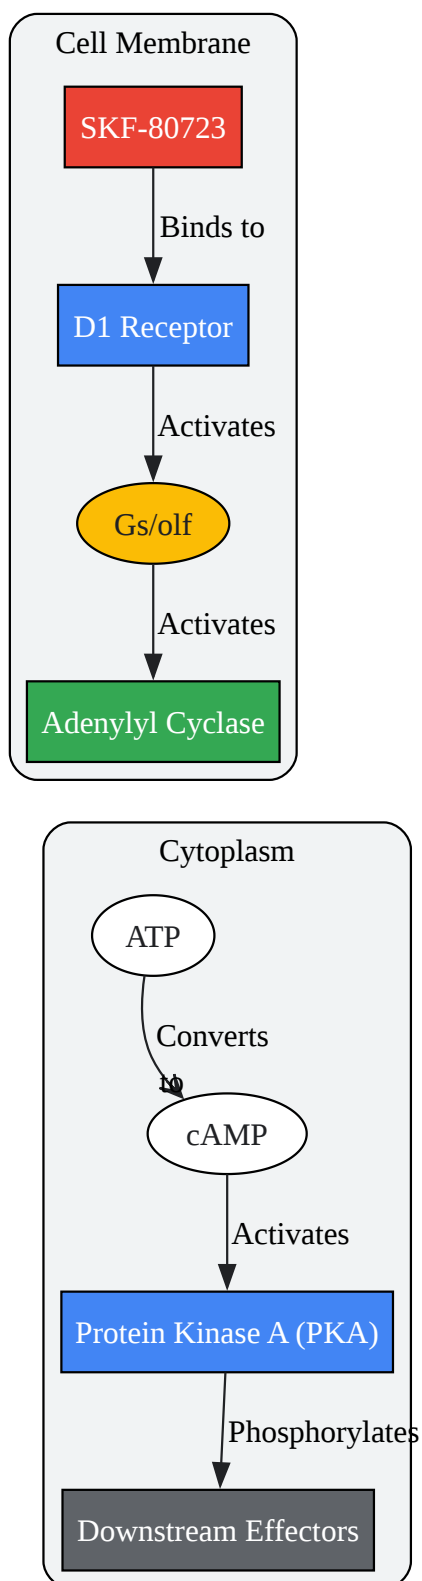 Cell Membrane
SKF-80723
Binds to
D1 Receptor
Activates
Gs/olf
Activates
Adenylyl Cyclase
Cytoplasm
ATP
Converts
to
cAMP
Activates
Protein Kinase A (PKA)
Phosphorylates
Downstream Effectors